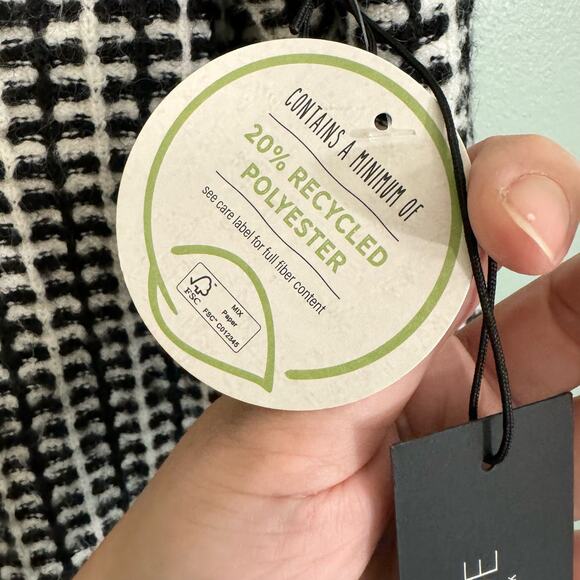 CONTAINS A MINIMUM OF
20% RECYCLED
POLYESTER
see care label for full fiber content
FSC
MIX
Paper
FSC® C012345
E